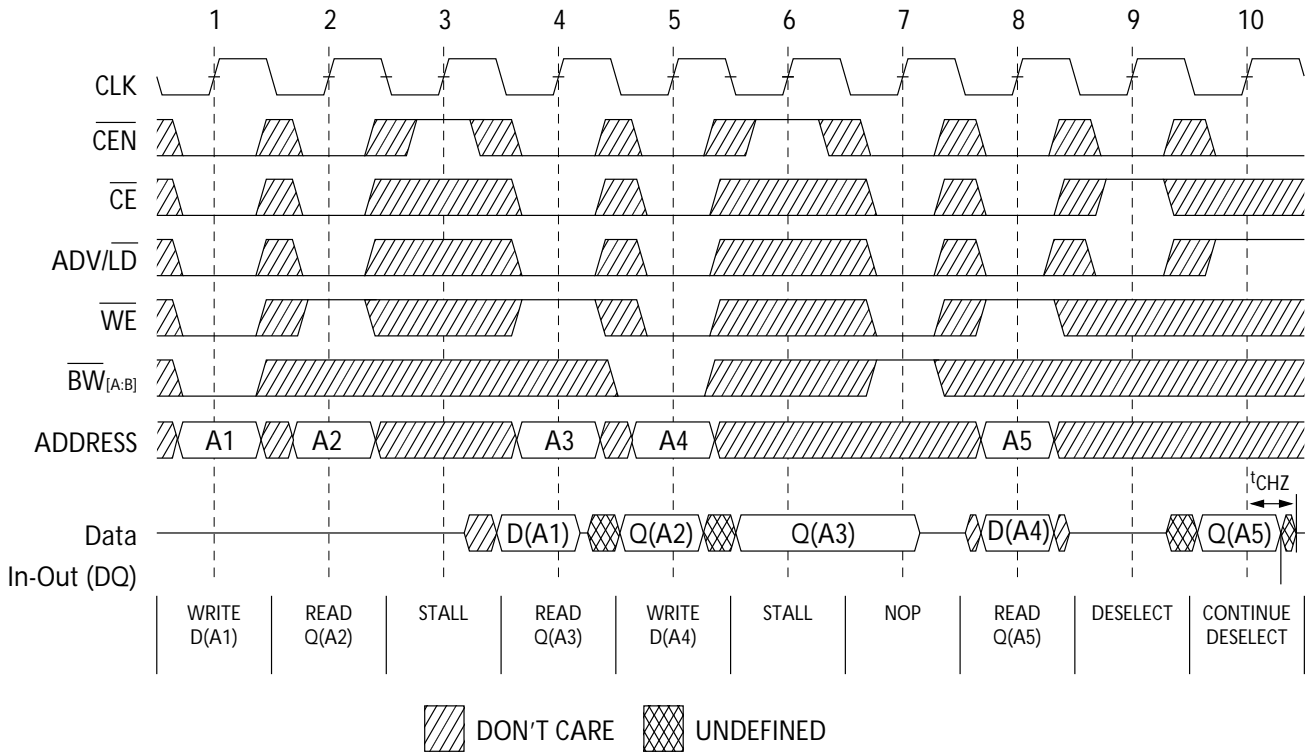 1 2 3 4 5 6 7 8 9 10
CLK
CEN
CE
ADV/LD
WE
BW[A:B]
ADDRESS A1 A2 A3 A4 A5
tCHZ
Data D(A1) Q(A2) Q(A3) D(A4) Q(A5)
In-Out (DQ)
WRITE READ STALL READ WRITE STALL NOP READ DESELECT CONTINUE
D(A1) Q(A2) Q(A3) D(A4) Q(A5) DESELECT
DON'T CARE UNDEFINED